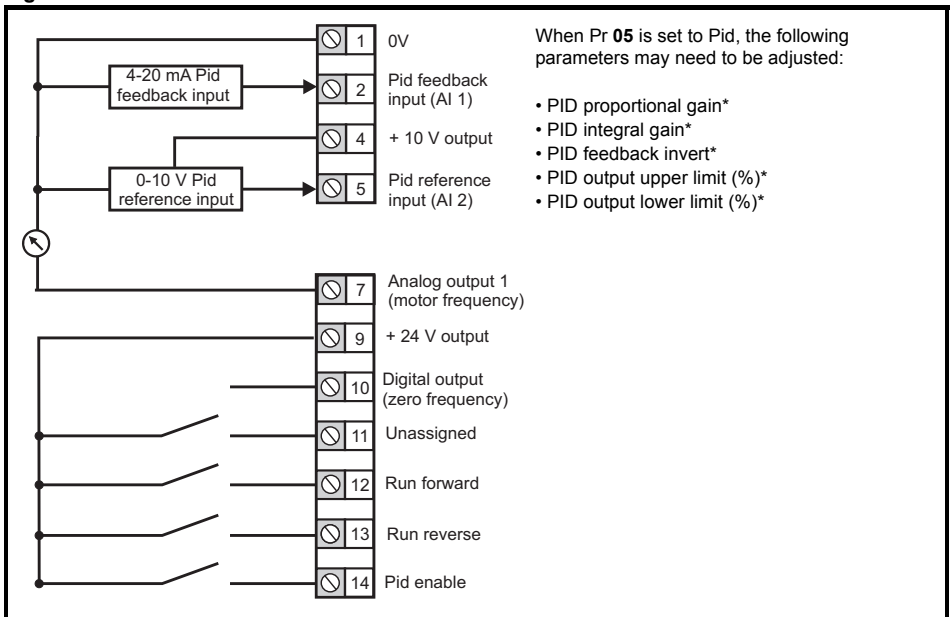 1 0V
4-20 mA Pid
feedback input
2 Pid feedback
input (AI 1)
4 + 10 V output
0-10 V Pid
reference input
5 Pid reference
input (AI 2)
7 Analog output 1
(motor frequency)
9 + 24 V output
10 Digital output
(zero frequency)
11 Unassigned
12 Run forward
13 Run reverse
14 Pid enable
When Pr 05 is set to Pid, the following
parameters may need to be adjusted:
• PID proportional gain*
• PID integral gain*
• PID feedback invert*
• PID output upper limit (%)*
• PID output lower limit (%)*